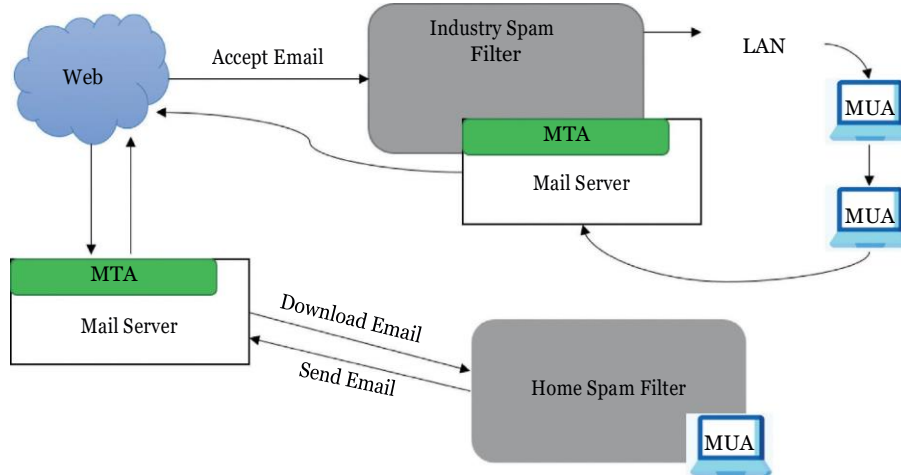 Industry Spam
Filter
LAN
Accept Email
Web
MUA
MTA
Mail Server
MUA
MTA
Mail Server
Download Email
Send Email
Home Spam Filter
MUA